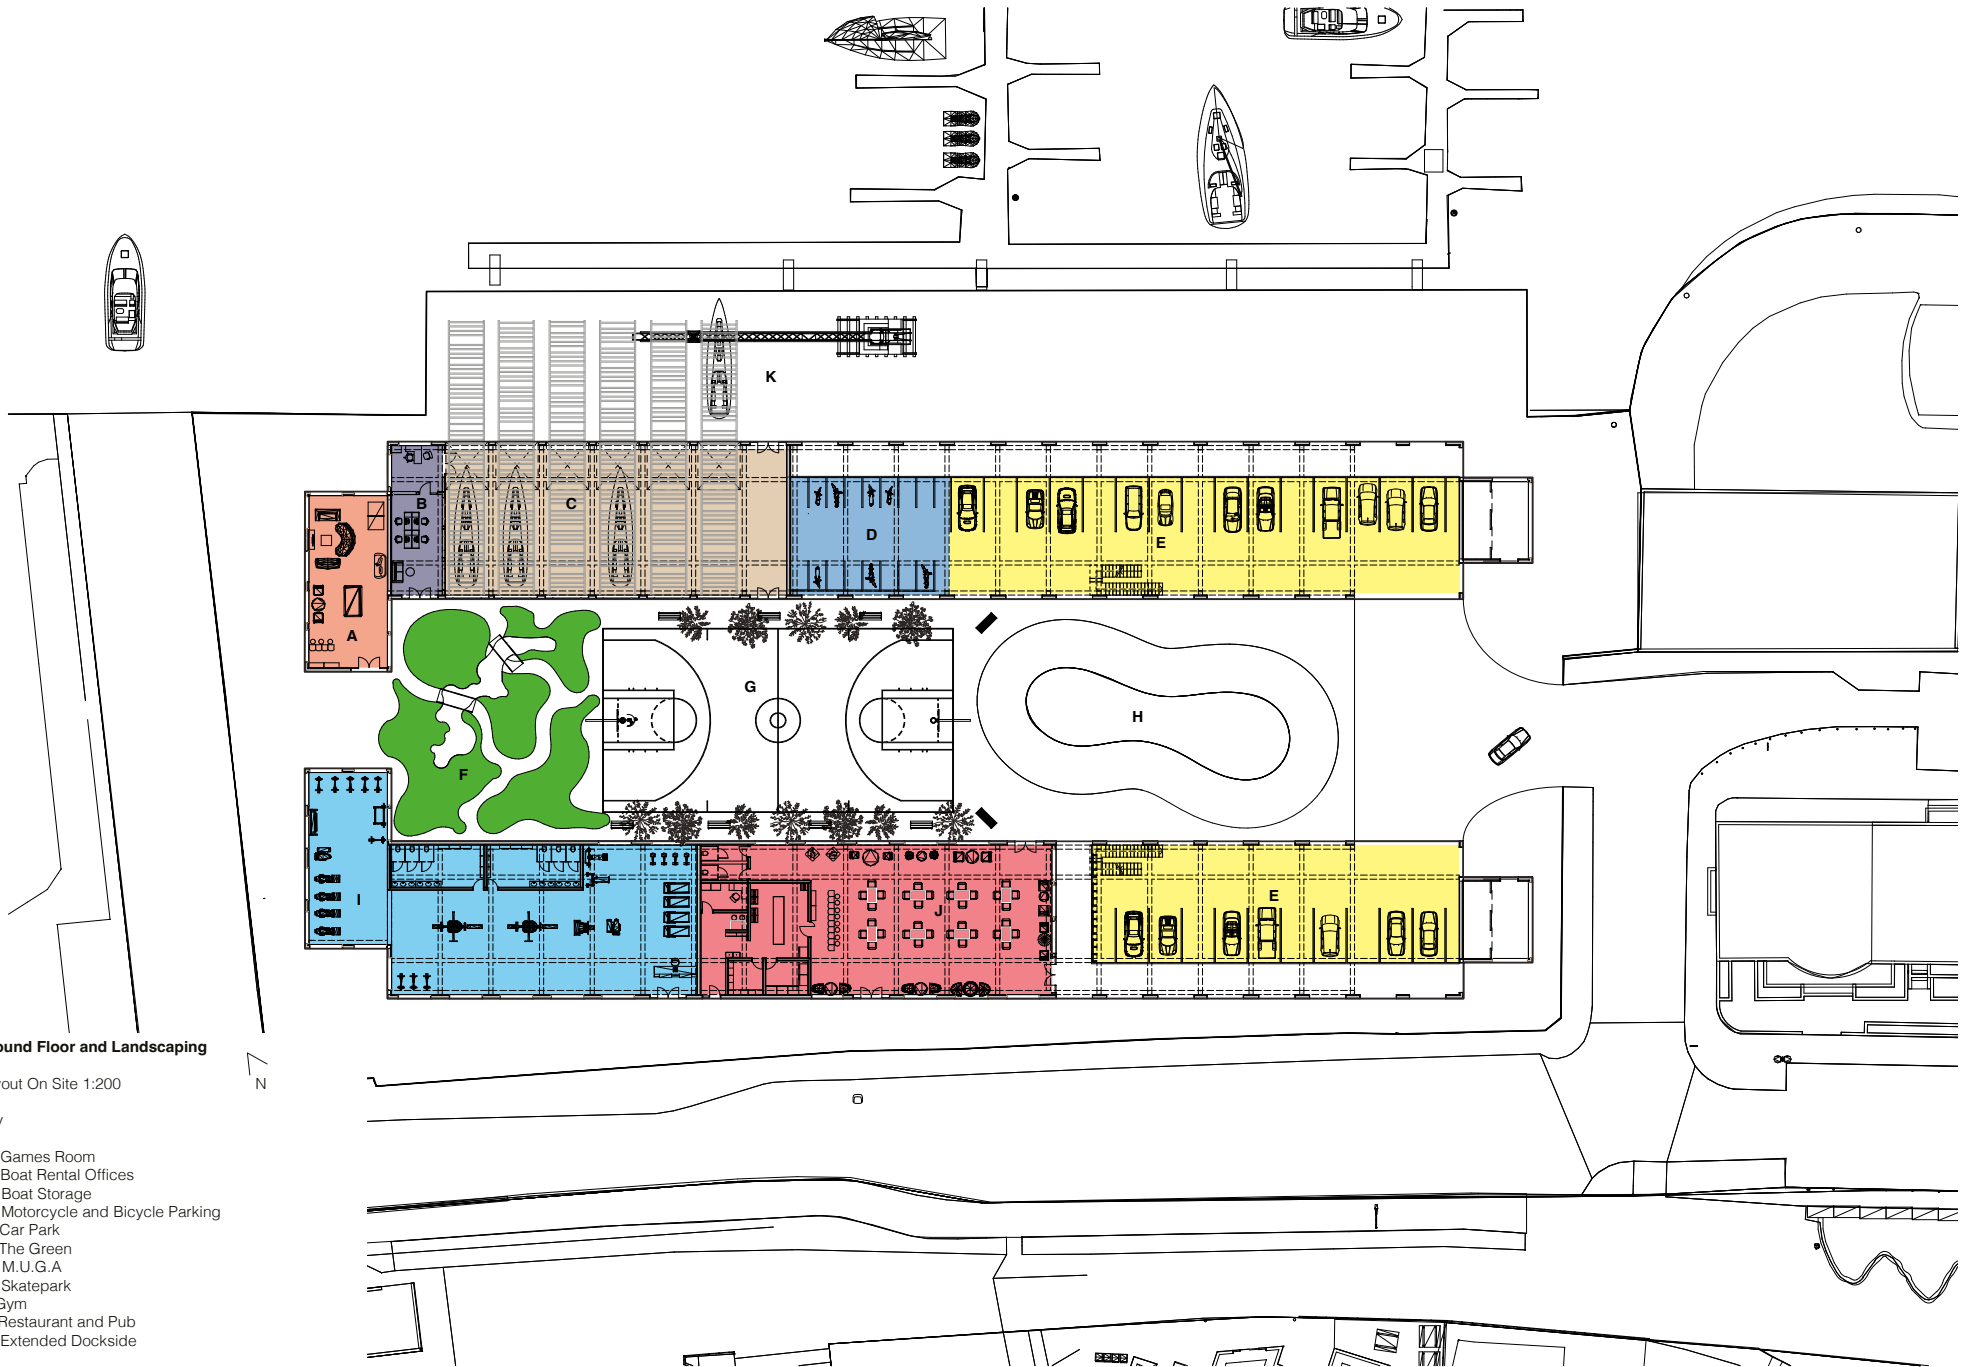 K
B
C
D
E
A
G
H
F
I
J
E
ound Floor and Landscaping
N
out On Site 1:200
Games Room
Boat Rental Offices
Boat Storage
Motorcycle and Bicycle Parking
Car Park
The Green
M.U.G.A
Skatepark
Gym
Restaurant and Pub
Extended Dockside